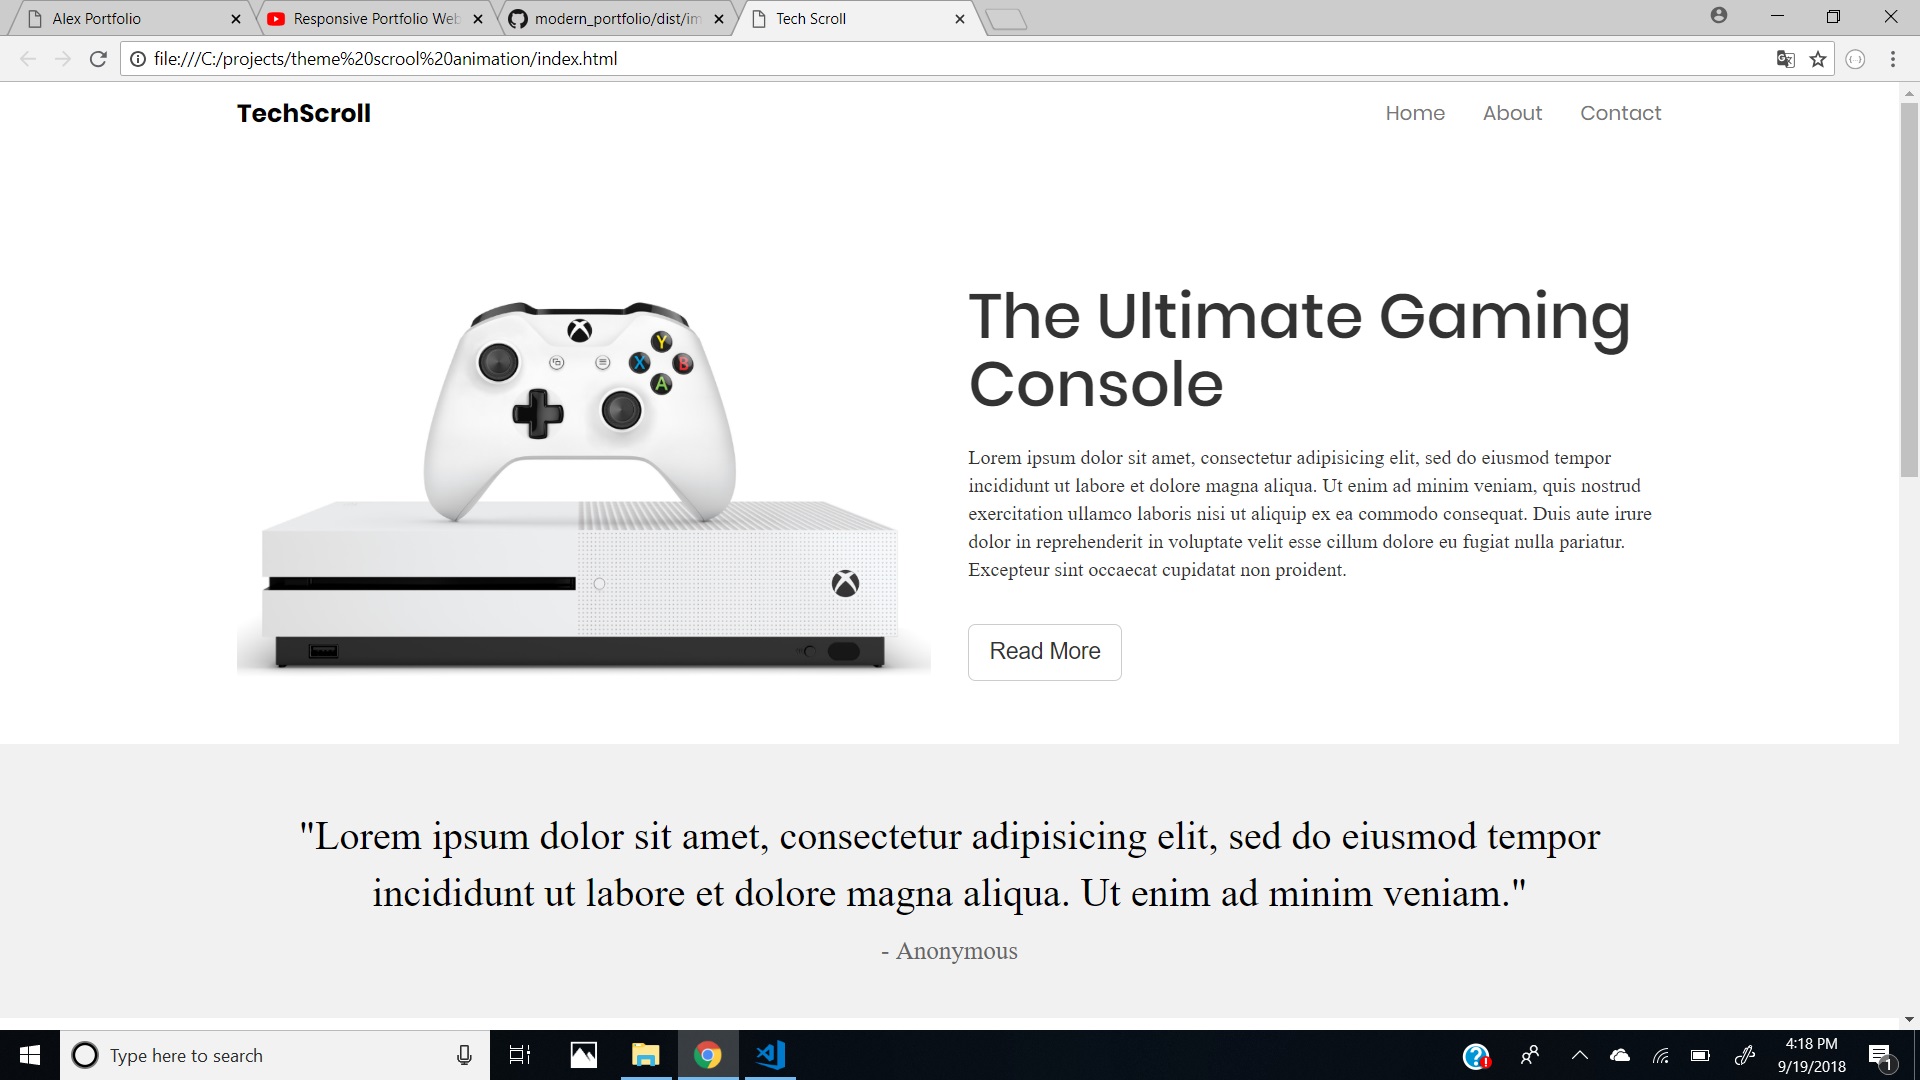 Alex Portfolio
Responsive Portfolio Web
modern_portfolio/dist/im
Tech Scroll
file:///C:/projects/theme%20scrool%20animation/index.html
TechScroll
Home About Contact
The Ultimate Gaming
Console
Y
X B
A
Lorem ipsum dolor sit amet, consectetur adipisicing elit, sed do eiusmod tempor
incididunt ut labore et dolore magna aliqua. Ut enim ad minim veniam, quis nostrud
exercitation ullamco laboris nisi ut aliquip ex ea commodo consequat. Duis aute irure
dolor in reprehenderit in voluptate velit esse cillum dolore eu fugiat nulla pariatur.
Excepteur sint occaecat cupidatat non proident.
Read More
"Lorem ipsum dolor sit amet, consectetur adipisicing elit, sed do eiusmod tempor
incididunt ut labore et dolore magna aliqua. Ut enim ad minim veniam."
- Anonymous
Type here to search
4:18 PM
9/19/2018
1